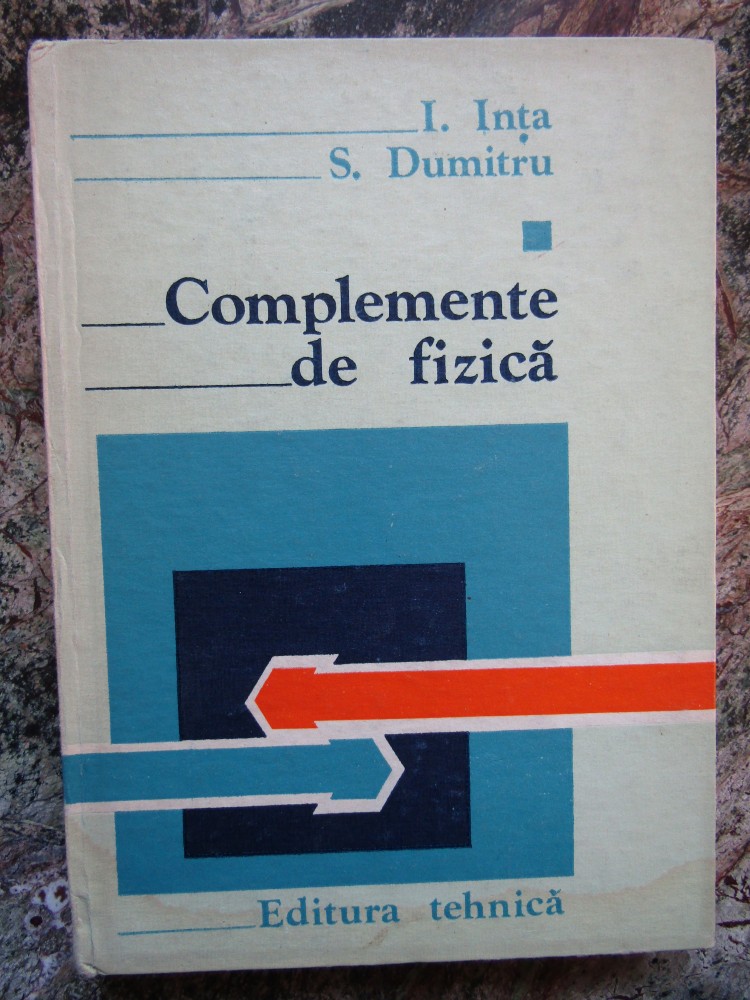 I. Ința
S. Dumitru
Complemente
de fizică
Editura tehnică